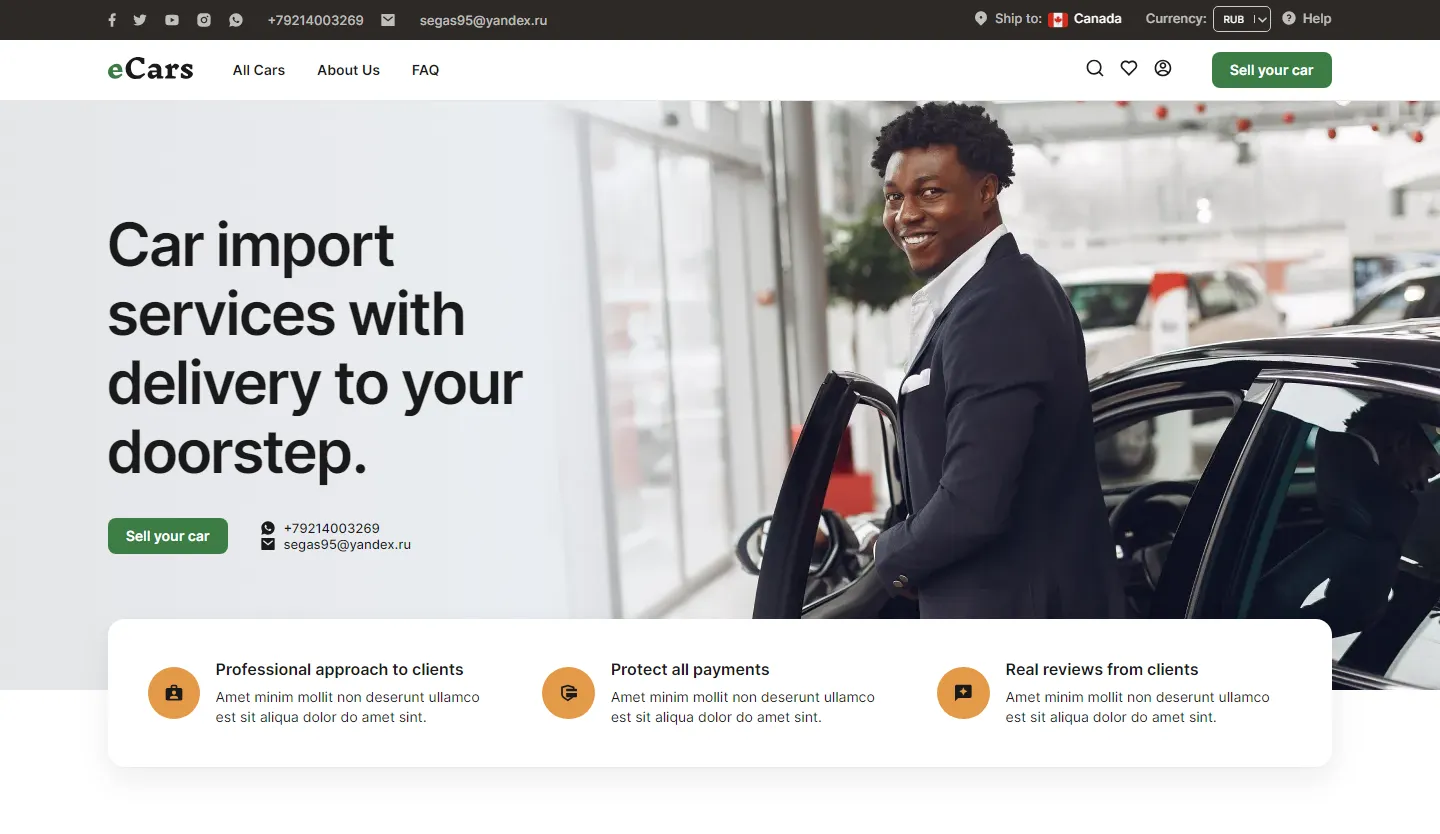 +79214003269 segas95@yandex.ru Ship to: Canada Currency: RUB Help
eCars All Cars About Us FAQ Sell your car
Car import
services with
delivery to your
doorstep.
Sell your car
+79214003269
segas95@yandex.ru
Professional approach to clients
Amet minim mollit non deserunt ullamco
est sit aliqua dolor do amet sint.
Protect all payments
Amet minim mollit non deserunt ullamco
est sit aliqua dolor do amet sint.
Real reviews from clients
Amet minim mollit non deserunt ullamco
est sit aliqua dolor do amet sint.